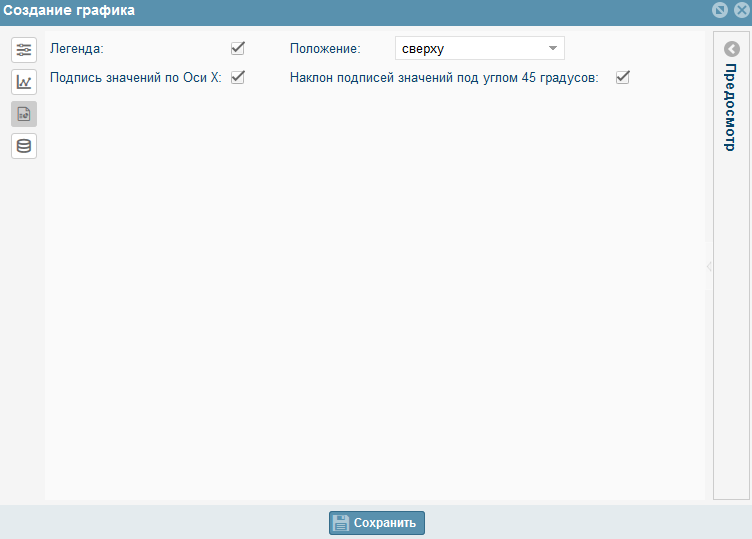 Создание графика
Легенда:
Положение:
сверху
Подпись значений по Оси X:
Наклон подписей значений под углом 45 градусов:
Предосмотр
Сохранить